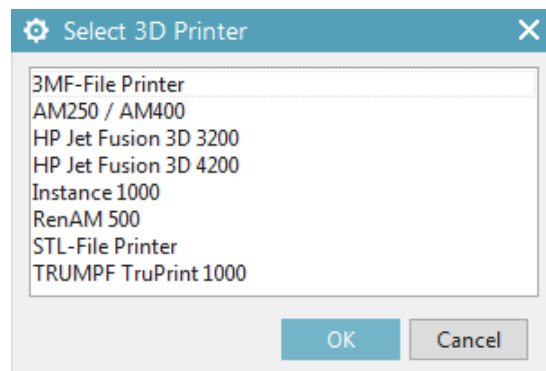 Select 3D Printer
3MF-File Printer
AM250 / AM400
HP Jet Fusion 3D 3200
HP Jet Fusion 3D 4200
Instance 1000
RenAM 500
STL-File Printer
TRUMPF TruPrint 1000
OK Cancel